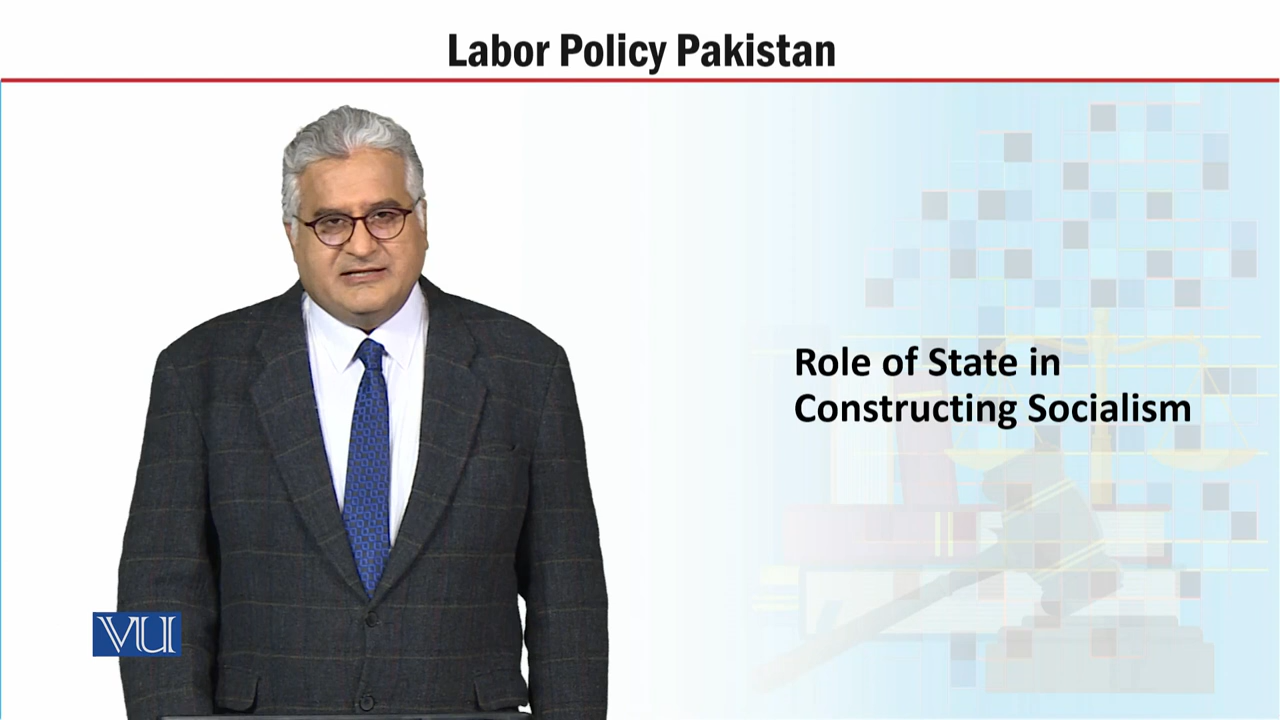 Labor Policy Pakistan
Role of State in
Constructing Socialism
VU